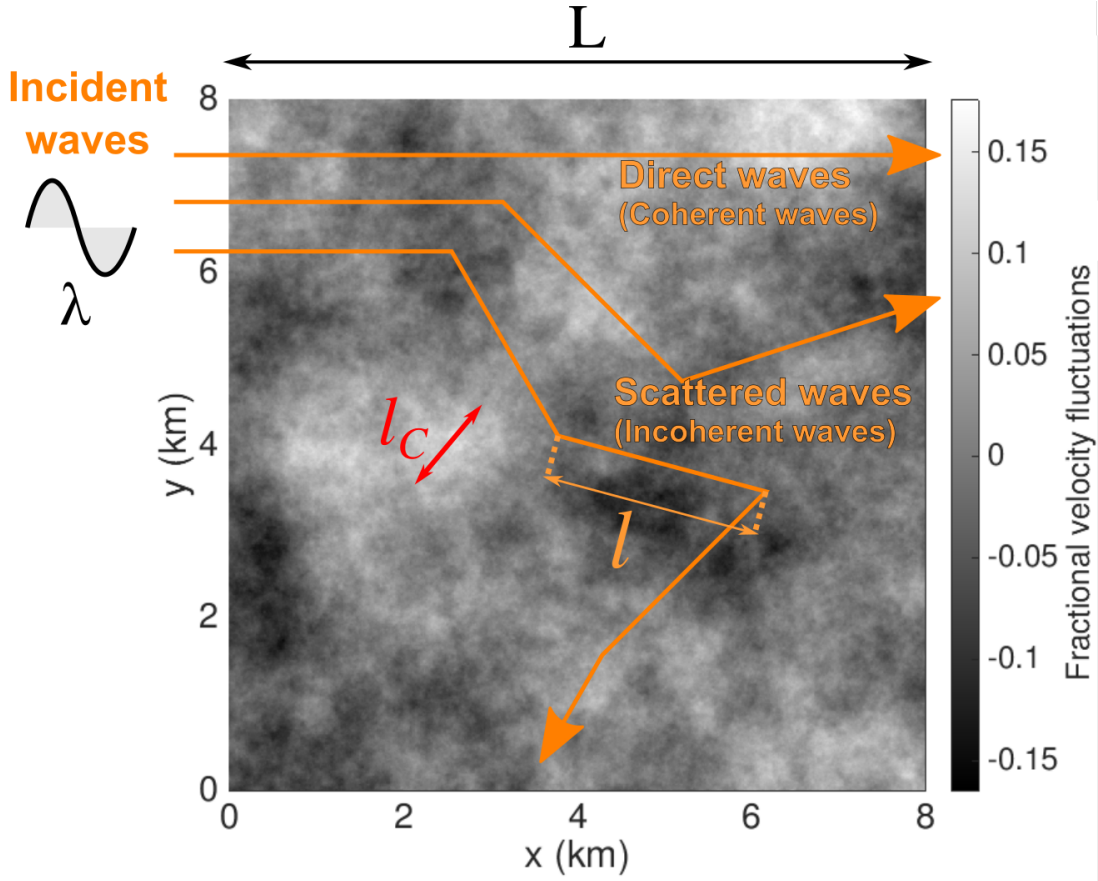 L
Incident
waves
λ
Direct waves
(Coherent waves)
Scattered waves
(Incoherent waves)
l_C
l
8
6
4
2
0
y (km)
0 2 4 6 8
x (km)
0.15
0.1
0.05
0
-0.05
-0.1
-0.15
Fractional velocity fluctuations